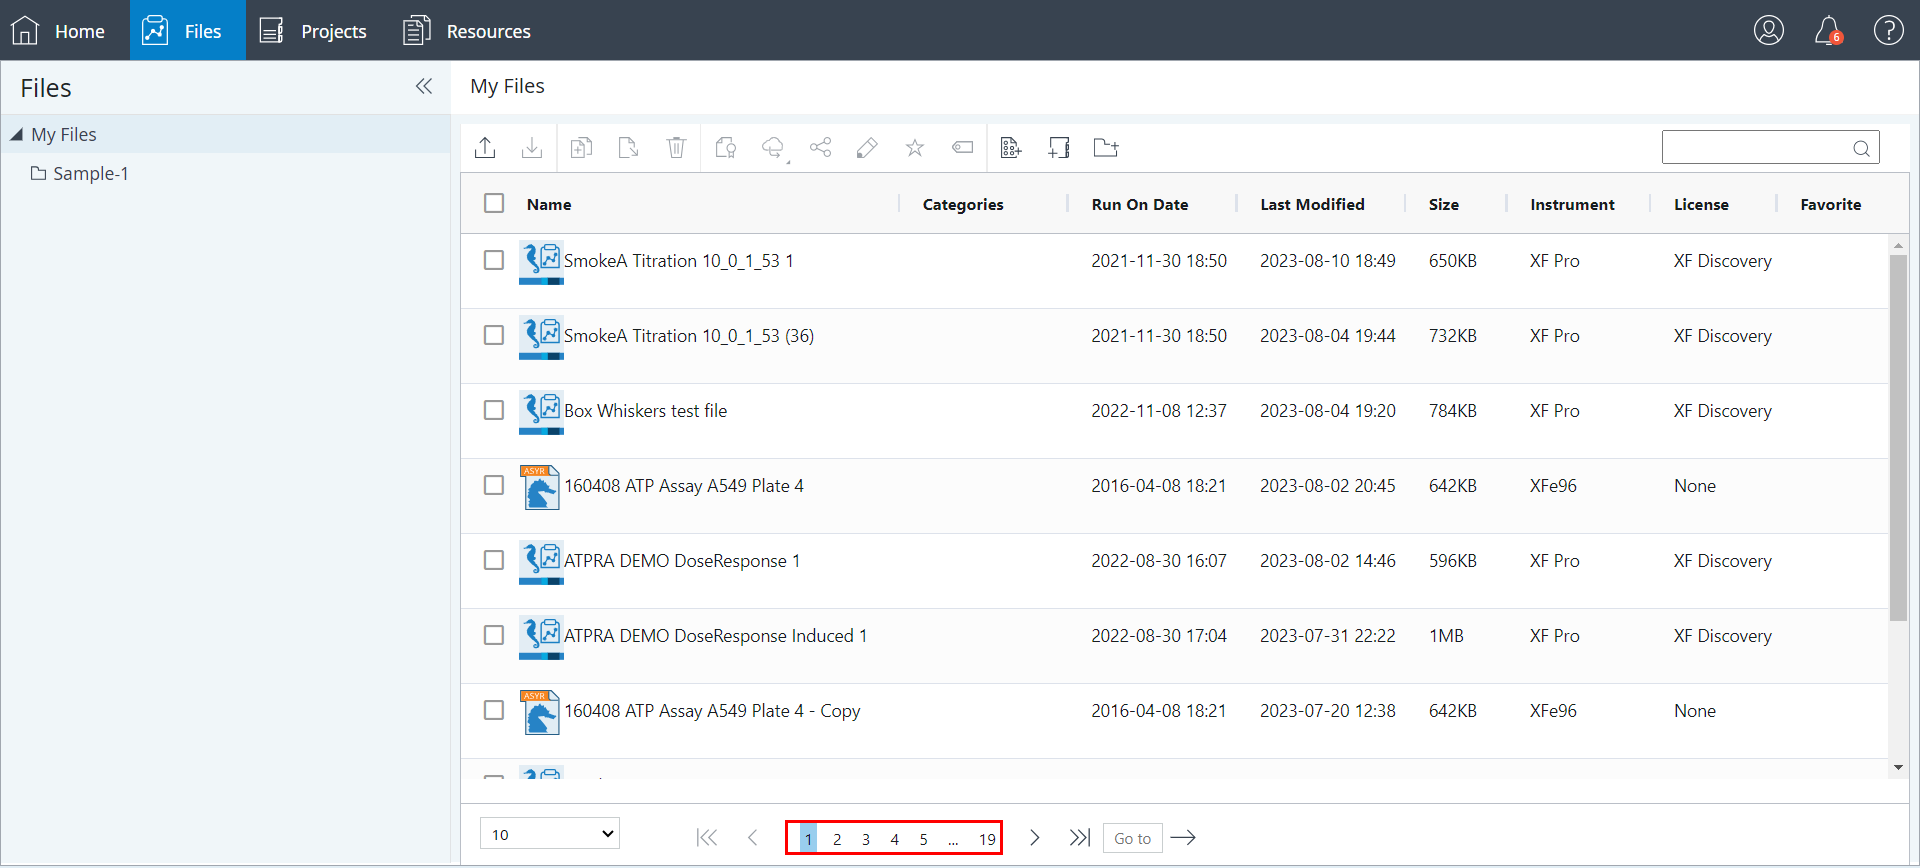 Home Files Projects Resources 6 ?
Files
My Files
My Files
Sample-1
Name Categories Run On Date Last Modified Size Instrument License Favorite
SmokeA Titration 10_0_1_53 1 2021-11-30 18:50 2023-08-10 18:49 650KB XF Pro XF Discovery
SmokeA Titration 10_0_1_53 (36) 2021-11-30 18:50 2023-08-04 19:44 732KB XF Pro XF Discovery
Box Whiskers test file 2022-11-08 12:37 2023-08-04 19:20 784KB XF Pro XF Discovery
ASYR
160408 ATP Assay A549 Plate 4 2016-04-08 18:21 2023-08-02 20:45 642KB XFe96 None
ATPRA DEMO DoseResponse 1 2022-08-30 16:07 2023-08-02 14:46 596KB XF Pro XF Discovery
ATPRA DEMO DoseResponse Induced 1 2022-08-30 17:04 2023-07-31 22:22 1MB XF Pro XF Discovery
ASYR
160408 ATP Assay A549 Plate 4 - Copy 2016-04-08 18:21 2023-07-20 12:38 642KB XFe96 None
10 1 2 3 4 5 ... 19 Go to